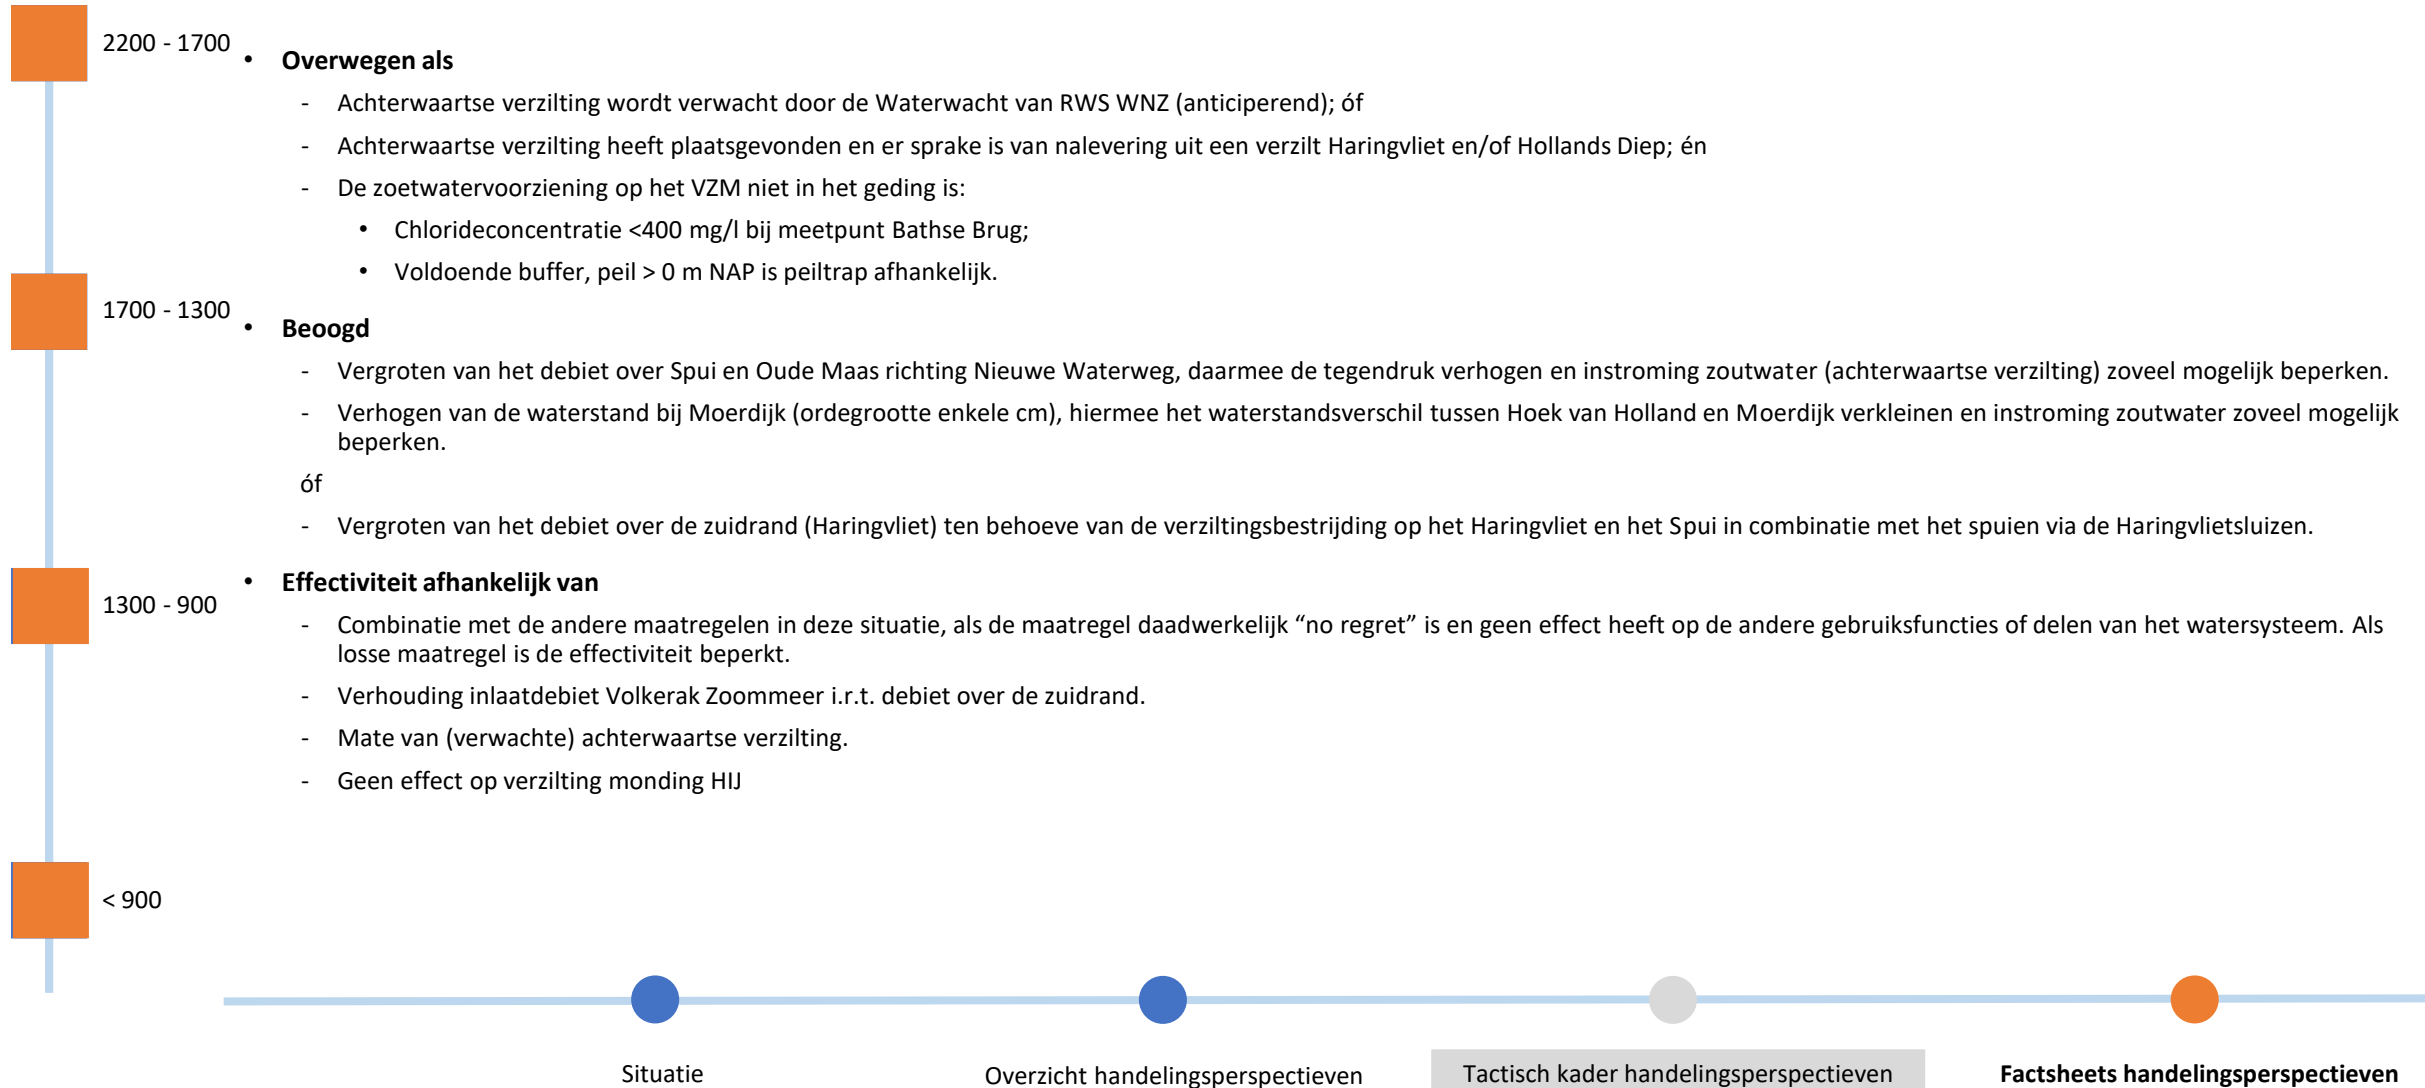 2200 - 1700
• Overwegen als
- Achterwaartse verzilting wordt verwacht door de Waterwacht van RWS WNZ (anticiperend); óf
- Achterwaartse verzilting heeft plaatsgevonden en er sprake is van nalevering uit een verzilt Haringvliet en/of Hollands Diep; én
- De zoetwatervoorziening op het VZM niet in het geding is:
• Chlorideconcentratie <400 mg/l bij meetpunt Bathse Brug;
• Voldoende buffer, peil > 0 m NAP is peiltrap afhankelijk.
1700 - 1300
• Beoogd
- Vergroten van het debiet over Spui en Oude Maas richting Nieuwe Waterweg, daarmee de tegendruk verhogen en instroming zoutwater (achterwaartse verzilting) zoveel mogelijk beperken.
- Verhogen van de waterstand bij Moerdijk (ordegrootte enkele cm), hiermee het waterstandsverschil tussen Hoek van Holland en Moerdijk verkleinen en instroming zoutwater zoveel mogelijk
beperken.
óf
- Vergroten van het debiet over de zuidrand (Haringvliet) ten behoeve van de verziltingsbestrijding op het Haringvliet en het Spui in combinatie met het spuien via de Haringvlietsluizen.
1300 - 900
• Effectiviteit afhankelijk van
- Combinatie met de andere maatregelen in deze situatie, als de maatregel daadwerkelijk “no regret” is en geen effect heeft op de andere gebruiksfuncties of delen van het watersysteem. Als
losse maatregel is de effectiviteit beperkt.
- Verhouding inlaatdebiet Volkerak Zoommeer i.r.t. debiet over de zuidrand.
- Mate van (verwachte) achterwaartse verzilting.
- Geen effect op verzilting monding HIJ
< 900
Situatie
Overzicht handelingsperspectieven
Tactisch kader handelingsperspectieven
Factsheets handelingsperspectieven